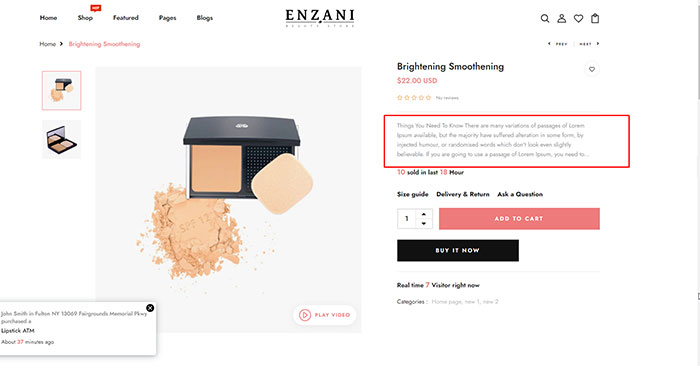 Home Shop HOT Featured Pages Blogs
ENZANI
BEAUTY STORE
Home > Brightening Smoothening
PREV NEXT
Brightening Smoothening
$22.00 USD
No reviews
Things You Need To Know There are many variations of passages of Lorem
Ipsum available, but the majority have suffered alteration in some form, by
injected humour, or randomised words which don't look even slightly
believable. If you are going to use a passage of Lorem Ipsum, you need to...
10 sold in last 18 Hour
Size guide Delivery & Return Ask a Question
1
ADD TO CART
BUY IT NOW
Real time 7 Visitor right now
Categories : Home page, new 1, new 2
PLAY VIDEO
John Smith in Fulton NY 13069 Fairgrounds Memorial Pkwy
purchased a
Lipstick ATM
About 37 minutes ago